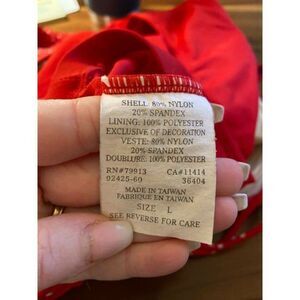 SHELL: 80% NYLON
20% SPANDEX
LINING: 100% POLYESTER
EXCLUSIVE OF DECORATION
VESTE: 80% NYLON
20% SPANDEX
DOUBLURE: 100% POLYESTER
RN#79913 CA#11414
02425-60 36404
MADE IN TAIWAN
FABRIQUE EN TAIWAN
SIZE L
SEE REVERSE FOR CARE